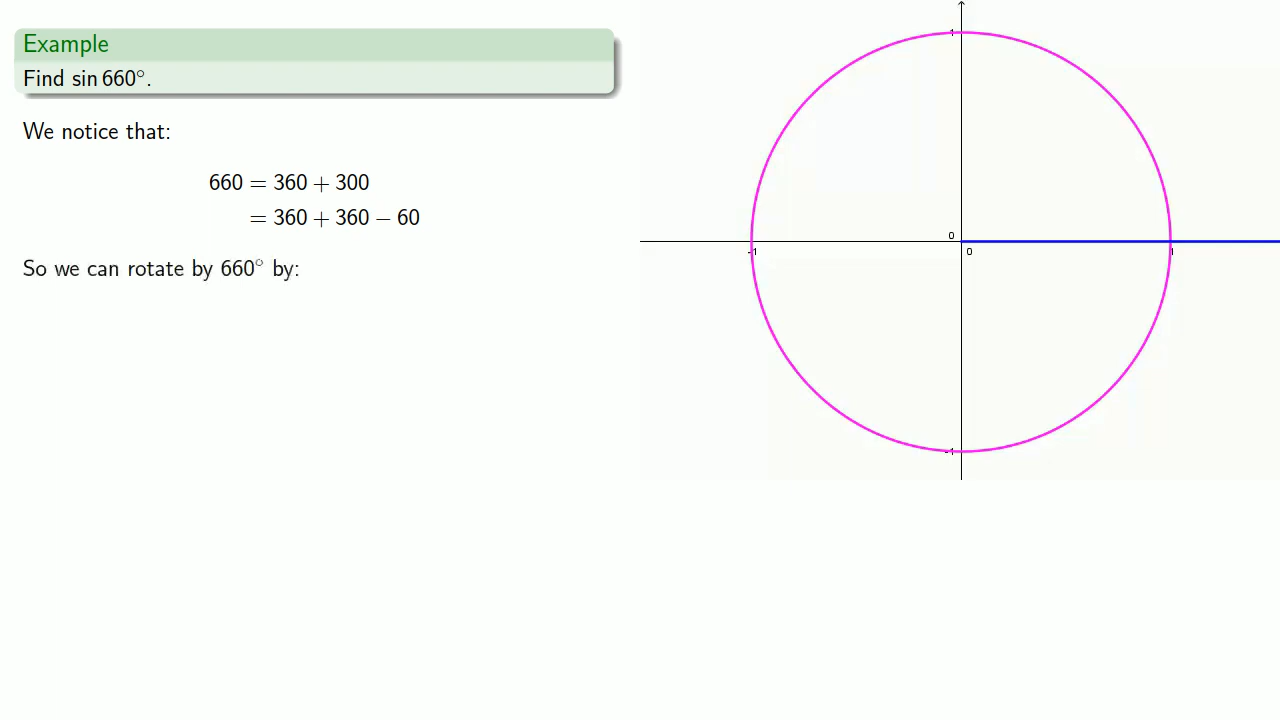 Example
Find sin 660°.
We notice that:
660 = 360 + 300
= 360 + 360 − 60
So we can rotate by 660° by:
1
0
-1
0
1
-1